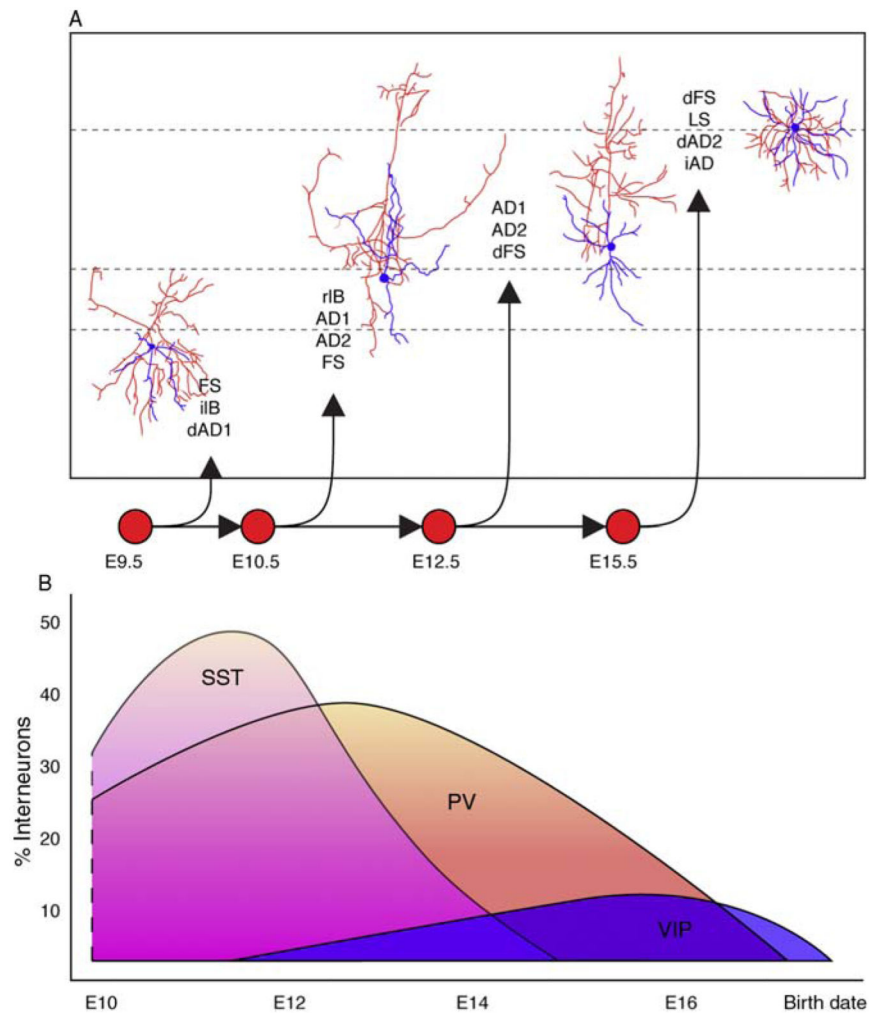 A
FS
iIB
dAD1
rIB
AD1
AD2
FS
AD1
AD2
dFS
dFS
LS
dAD2
iAD
E9.5
E10.5
E12.5
E15.5
B
% Interneurons
50
40
30
20
10
SST
PV
VIP
E10
E12
E14
E16
Birth date